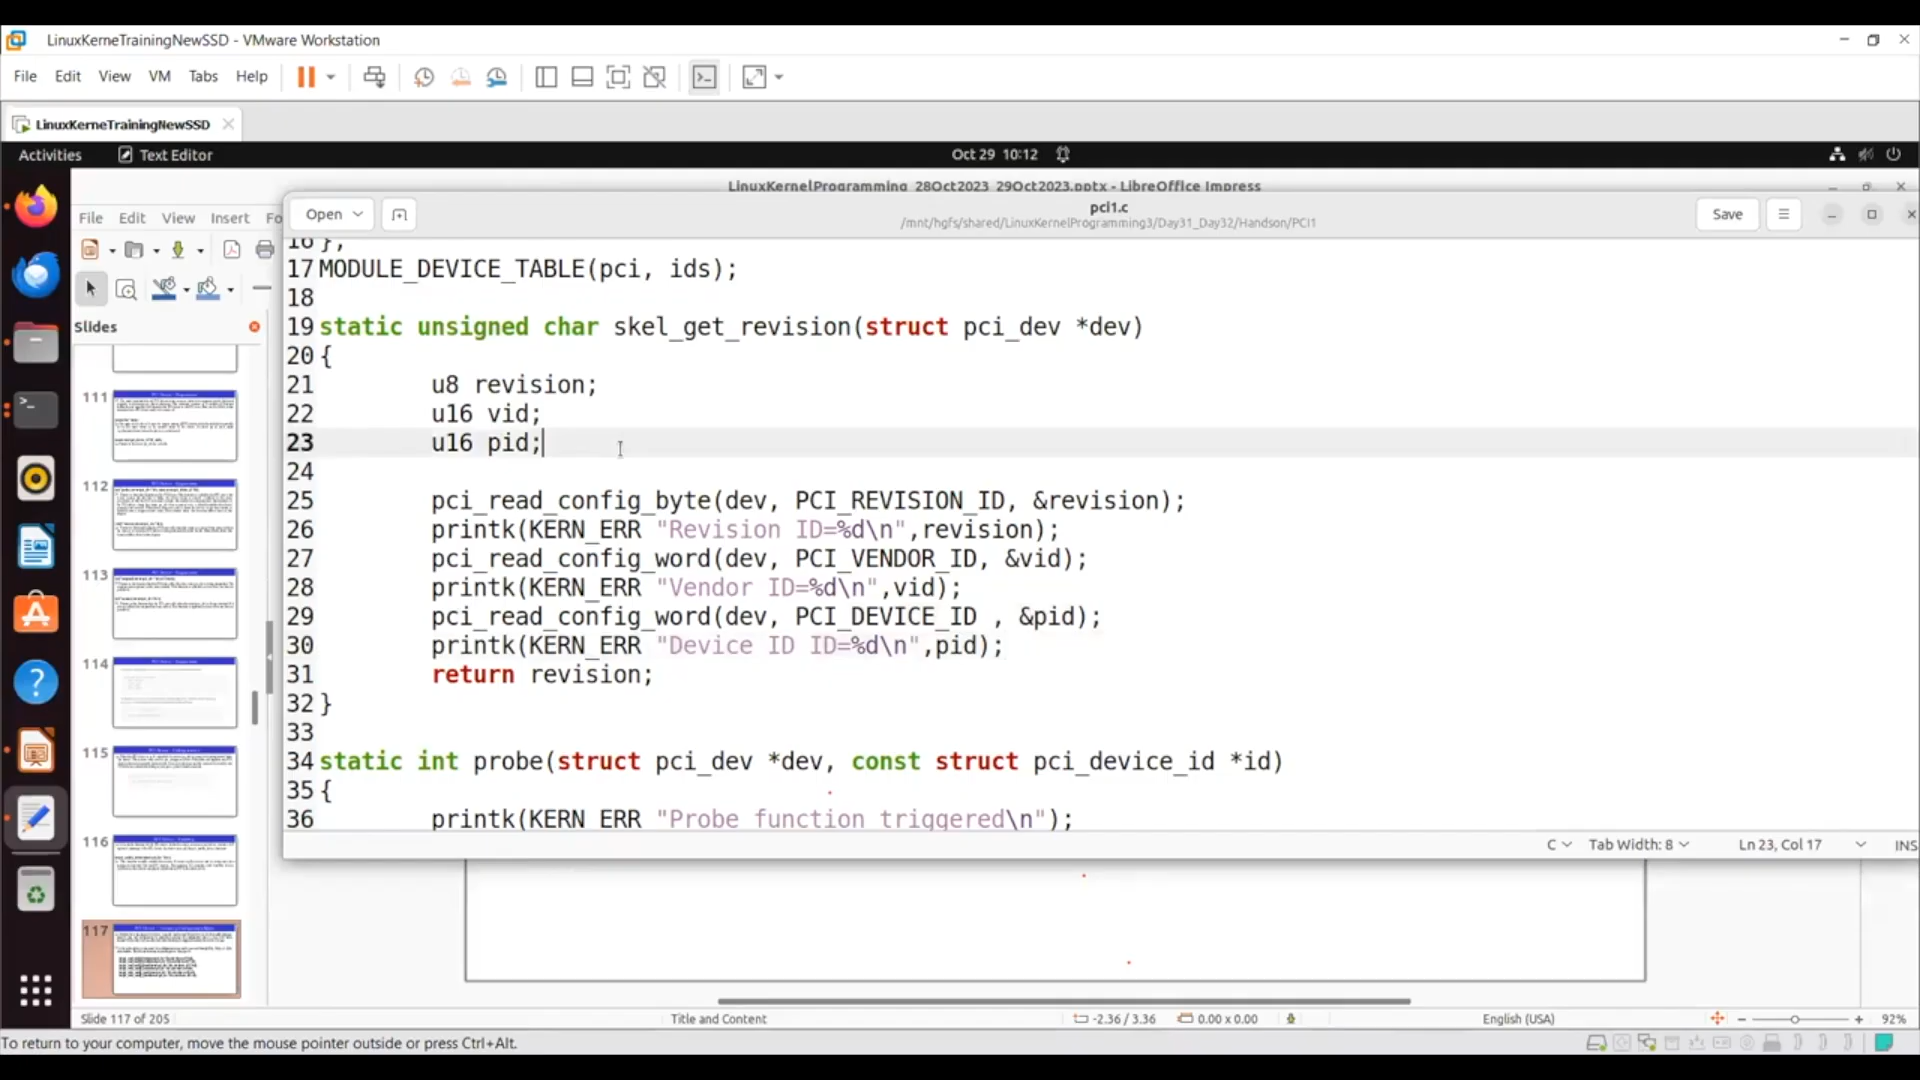 LinuxKerneTrainingNewSSD - VMware Workstation
File Edit View VM Tabs Help
LinuxKerneTrainingNewSSD
Activities Text Editor Oct 29 10:12
LinuxKernelProgramming_28Oct2023_29Oct2023.pptx - LibreOffice Impress
File Edit View Insert Fo
Open
pci1.c
/mnt/hgfs/shared/LinuxKernelProgramming3/Day31_Day32/Handson/PCI1
Save
Slides
111
112
113
114
115
116
117
16 };
17 MODULE_DEVICE_TABLE(pci, ids);
18
19 static unsigned char skel_get_revision(struct pci_dev *dev)
20 {
21 u8 revision;
22 u16 vid;
23 u16 pid;
24
25 pci_read_config_byte(dev, PCI_REVISION_ID, &revision);
26 printk(KERN_ERR "Revision ID=%d\n",revision);
27 pci_read_config_word(dev, PCI_VENDOR_ID, &vid);
28 printk(KERN_ERR "Vendor ID=%d\n",vid);
29 pci_read_config_word(dev, PCI_DEVICE_ID , &pid);
30 printk(KERN_ERR "Device ID ID=%d\n",pid);
31 return revision;
32 }
33
34 static int probe(struct pci_dev *dev, const struct pci_device_id *id)
35 {
36 printk(KERN_ERR "Probe function triggered\n");
C Tab Width: 8 Ln 23, Col 17 INS
Slide 117 of 205 Title and Content -2.36 / 3.36 0.00 x 0.00 English (USA) 92%
To return to your computer, move the mouse pointer outside or press Ctrl+Alt.